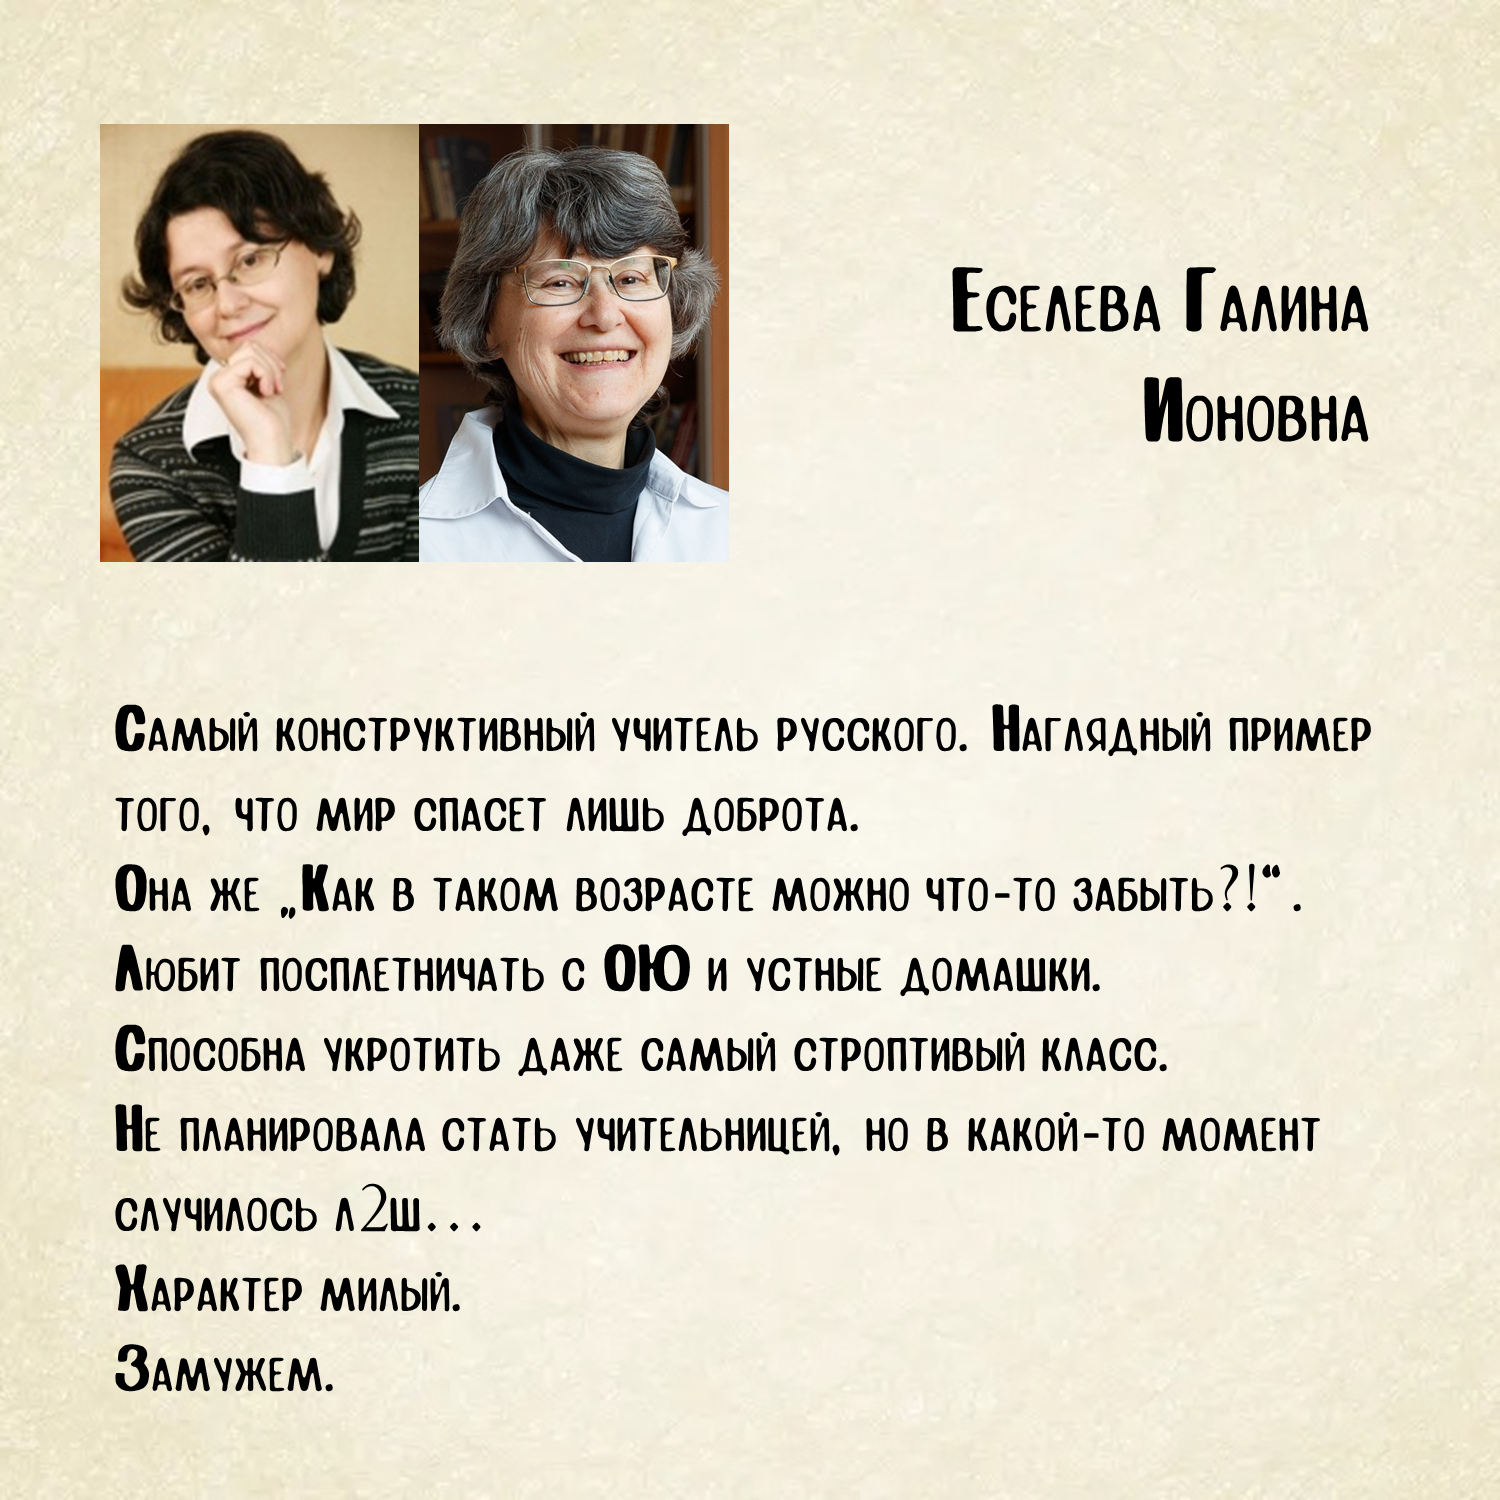 Еселева Галина
Ионовна
Самый конструктивный учитель русского. Наглядный пример
того, что мир спасет лишь доброта.
Она же „Как в таком возрасте можно что-то забыть?!“.
Любит посплетничать с ОЮ и устные домашки.
Способна укротить даже самый строптивый класс.
Не планировала стать учительницей, но в какой-то момент
случилось л2ш...
Характер милый.
Замужем.